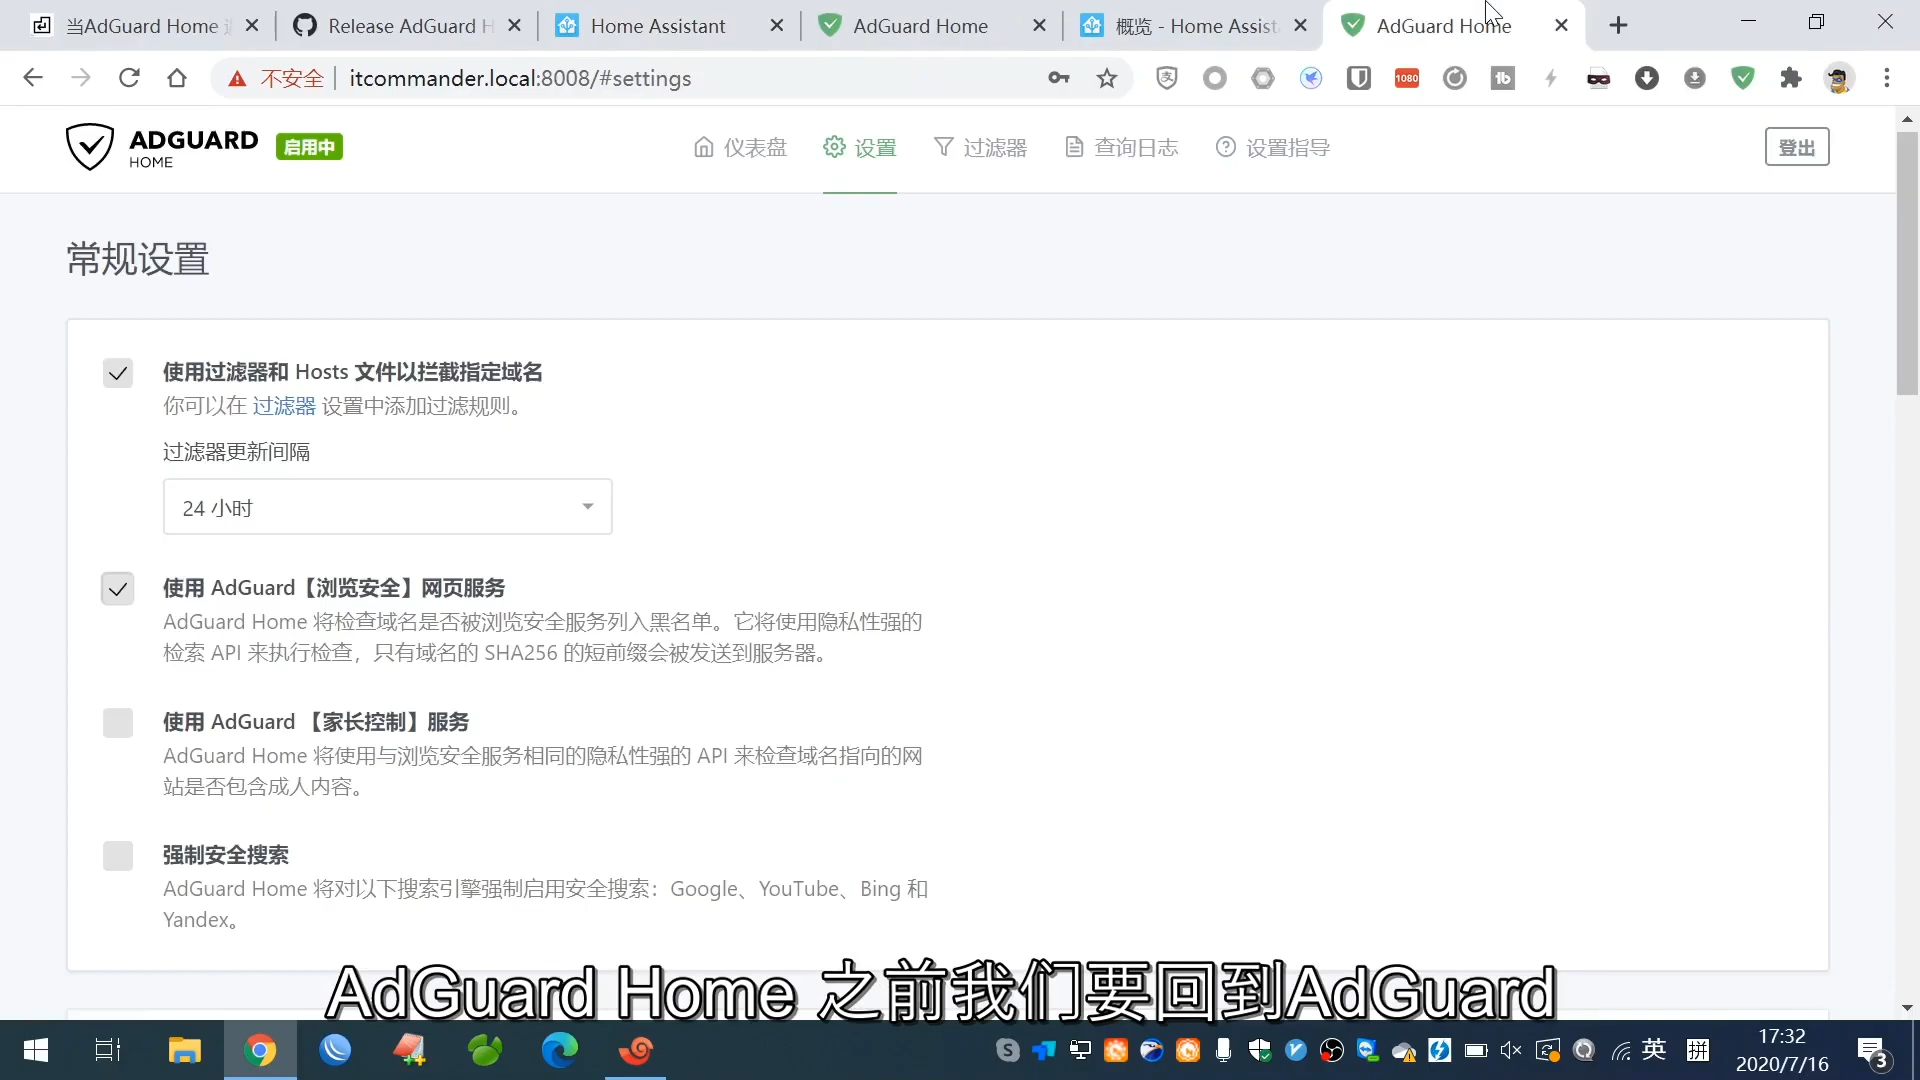 当AdGuard Home
Release AdGuard H
Home Assistant
AdGuard Home
概览 - Home Assist
AdGuard Home
不安全
itcommander.local:8008/#settings
1080
ADGUARD
HOME
启用中
仪表盘
设置
过滤器
查询日志
设置指导
登出
常规设置
使用过滤器和 Hosts 文件以拦截指定域名
你可以在 过滤器 设置中添加过滤规则。
过滤器更新间隔
24 小时
使用 AdGuard【浏览安全】网页服务
AdGuard Home 将检查域名是否被浏览安全服务列入黑名单。它将使用隐私性强的
检索 API 来执行检查，只有域名的 SHA256 的短前缀会被发送到服务器。
使用 AdGuard 【家长控制】服务
AdGuard Home 将使用与浏览安全服务相同的隐私性强的 API 来检查域名指向的网
站是否包含成人内容。
强制安全搜索
AdGuard Home 将对以下搜索引擎强制启用安全搜索：Google、YouTube、Bing 和
Yandex。
AdGuard Home 之前我们要回到AdGuard
英
拼
17:32
2020/7/16
3